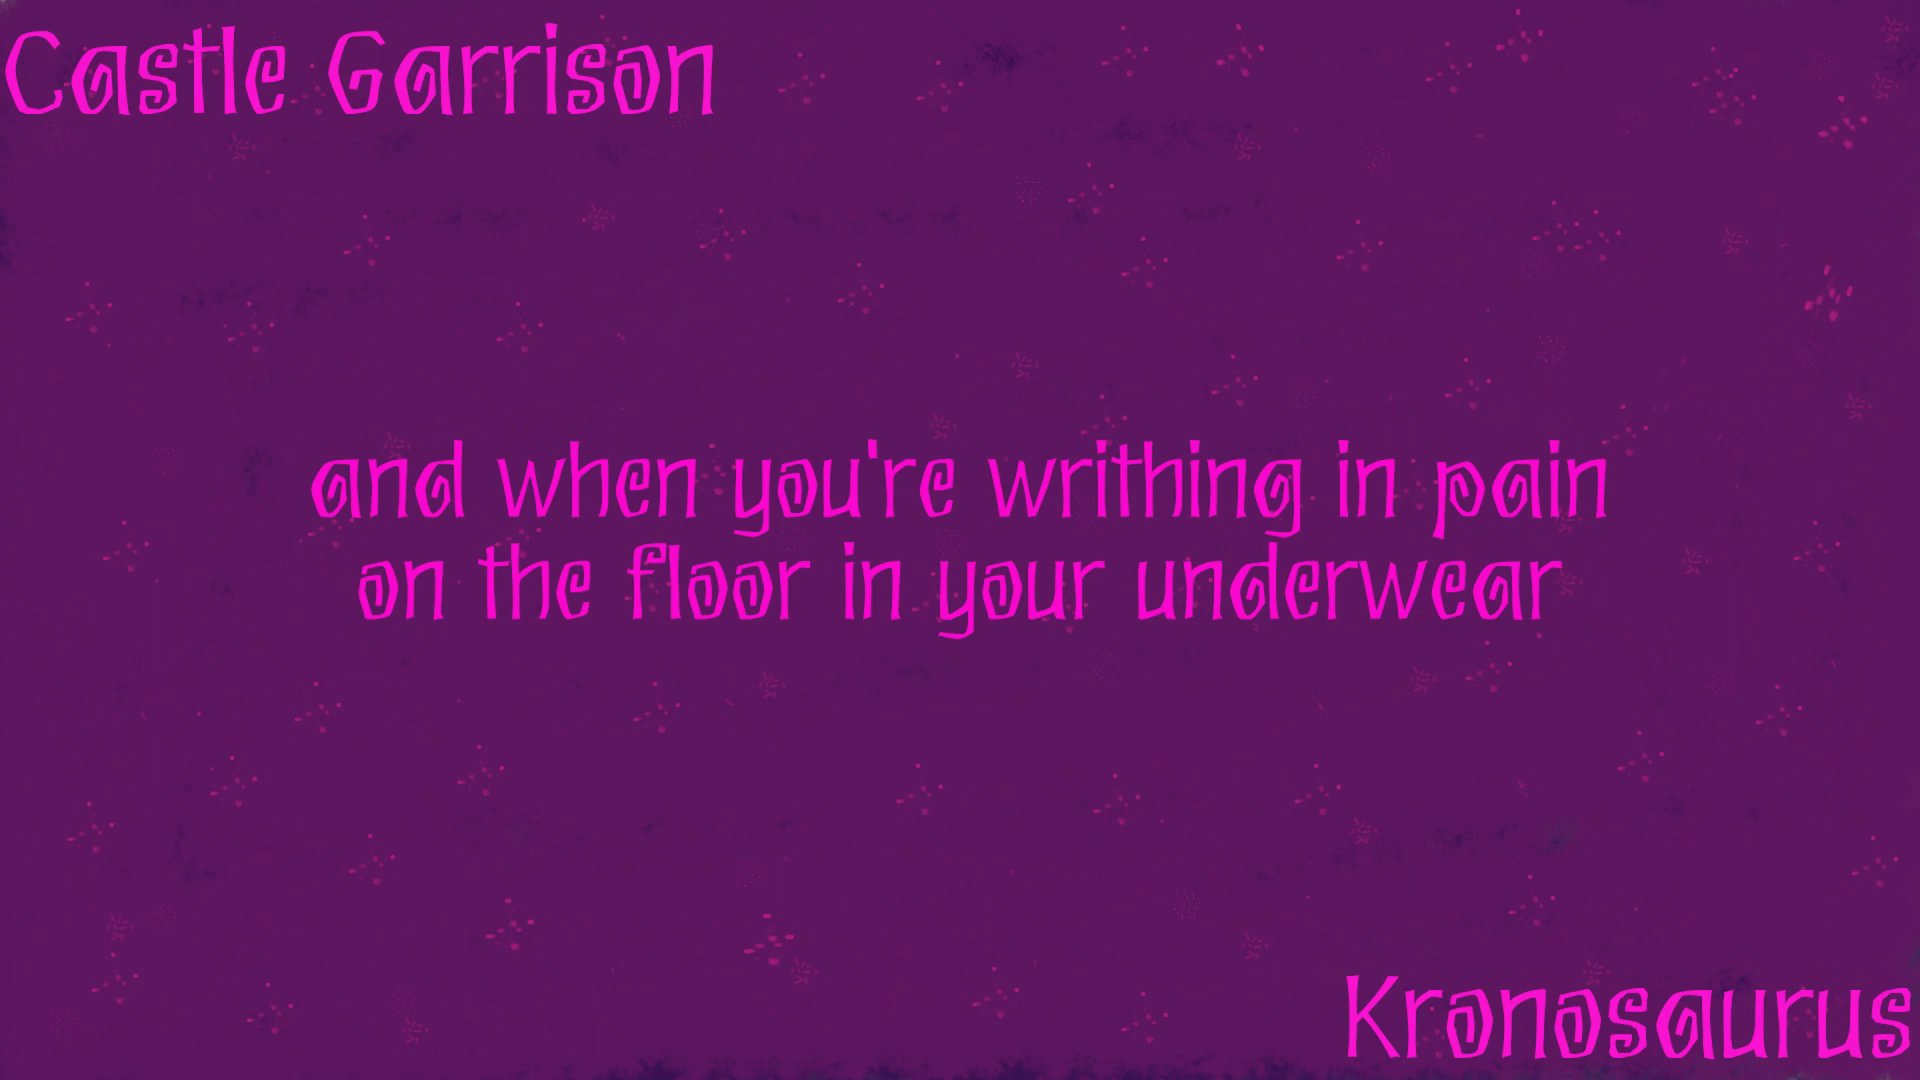 Castle Garrison
and when you're writhing in pain
on the floor in your underwear
Kronosaurus